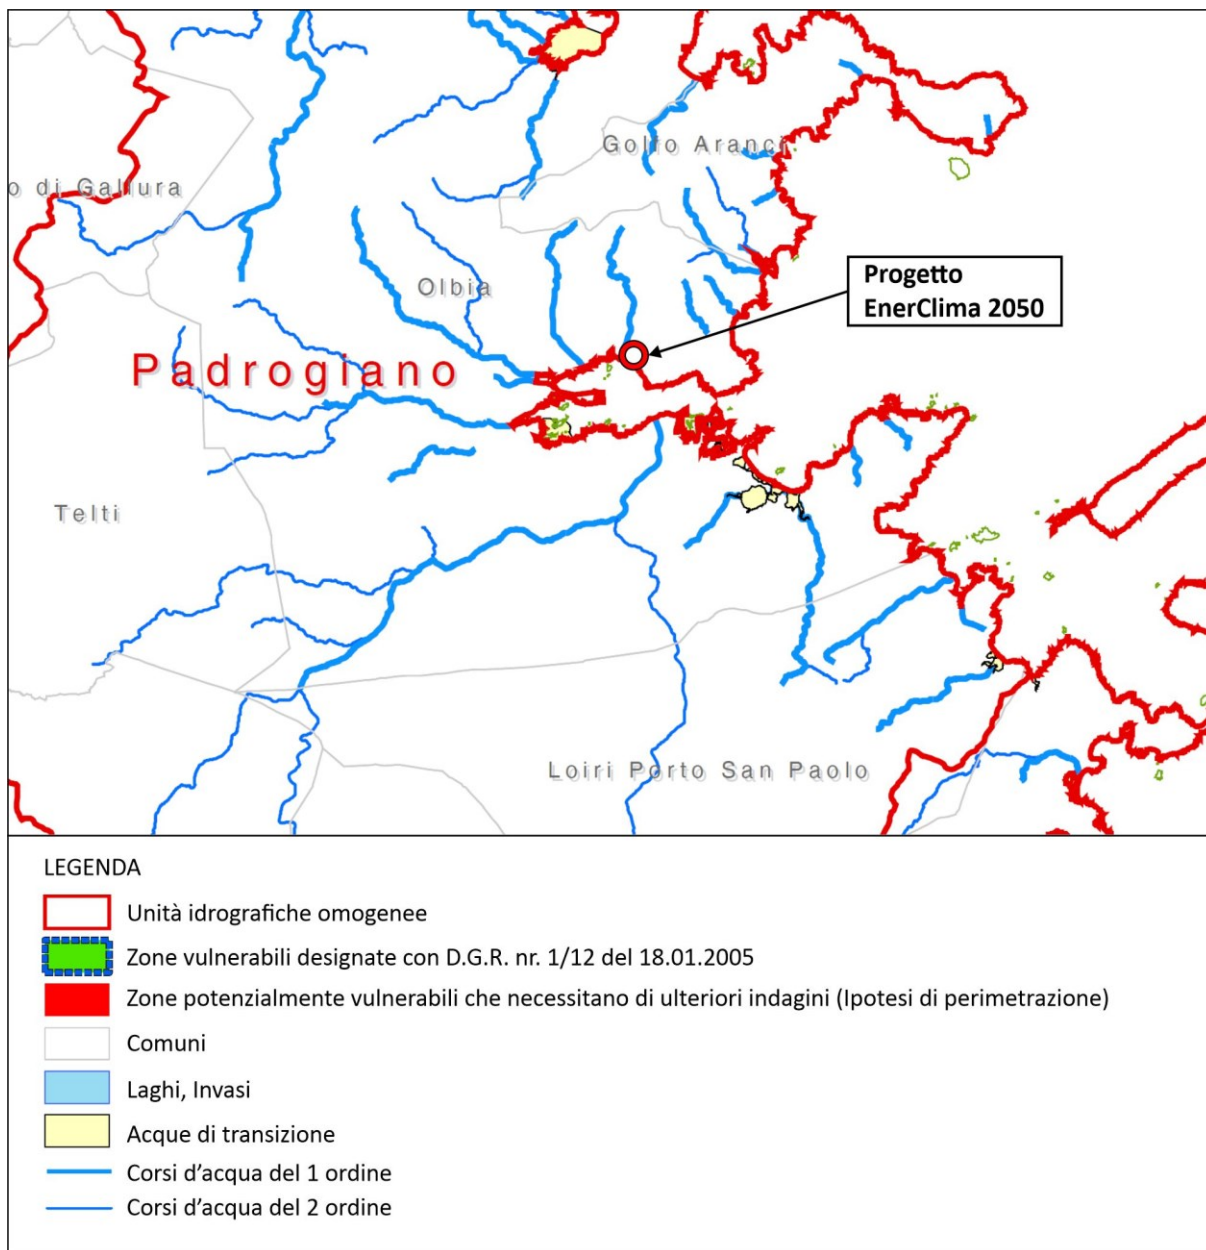 Golfo Aranci
o di Gallura
Progetto
EnerClima 2050
Olbia
Padrogiano
Telti
Loiri Porto San Paolo
LEGENDA
Unità idrografiche omogenee
Zone vulnerabili designate con D.G.R. nr. 1/12 del 18.01.2005
Zone potenzialmente vulnerabili che necessitano di ulteriori indagini (Ipotesi di perimetrazione)
Comuni
Laghi, Invasi
Acque di transizione
Corsi d'acqua del 1 ordine
Corsi d'acqua del 2 ordine